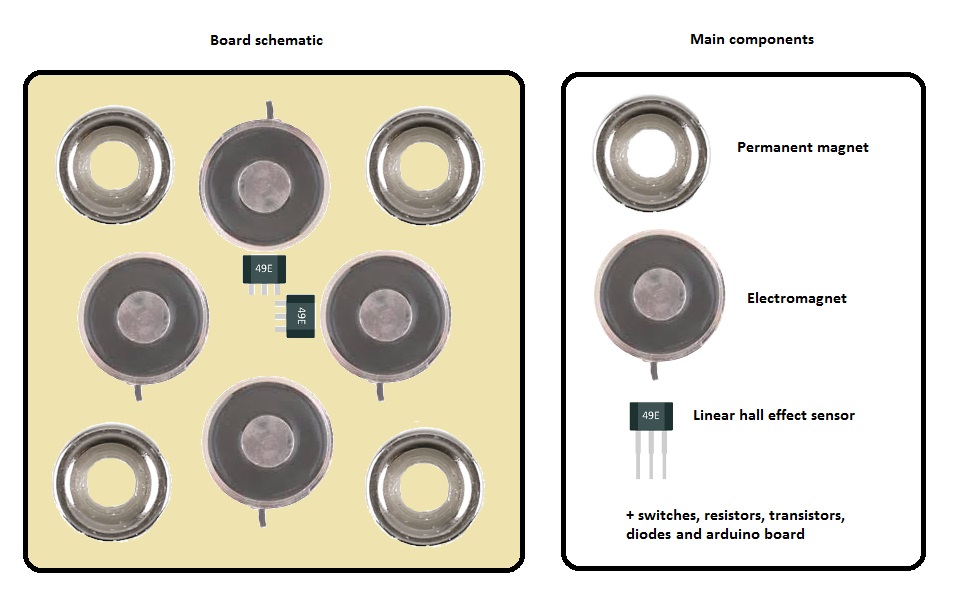 Board schematic
Main components
49E
49E
Permanent magnet
Electromagnet
49E
Linear hall effect sensor
+ switches, resistors, transistors,
diodes and arduino board